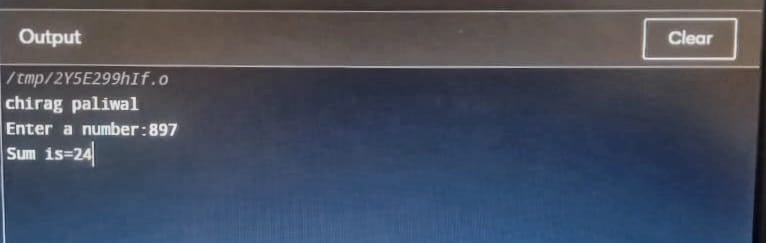 Output
Clear
/tmp/2Y5E299hIf.o
chirag paliwal
Enter a number:897
Sum is=24